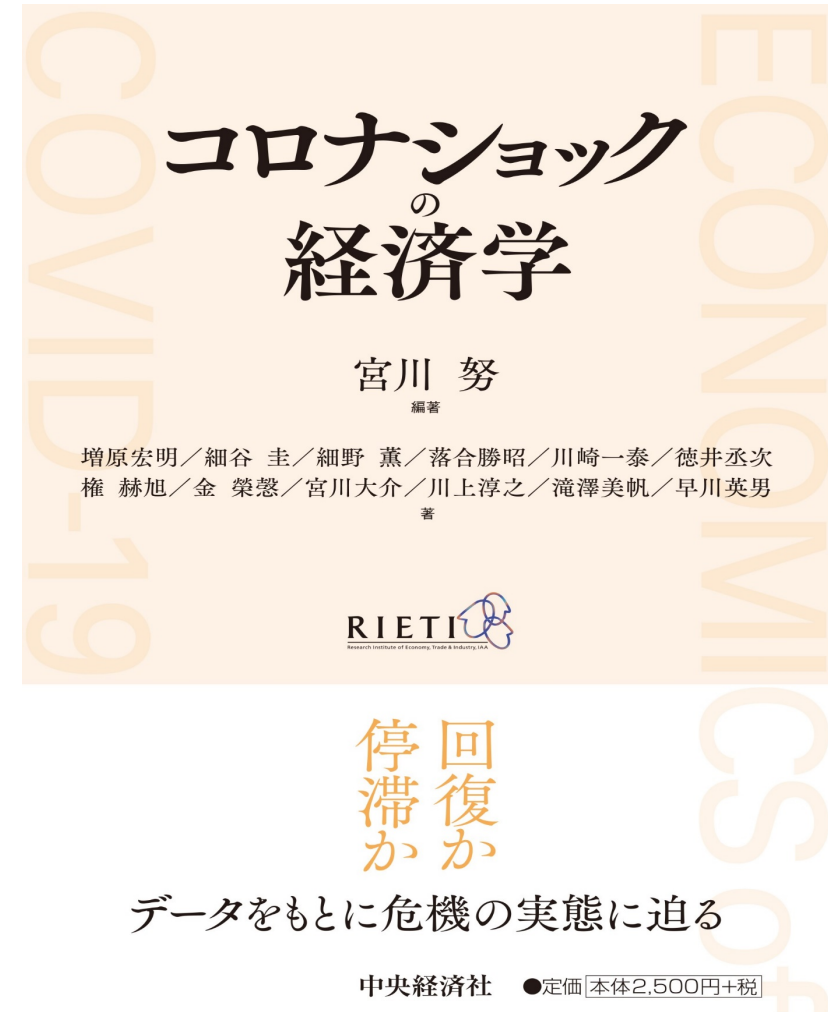 コロナショック
の
経済学
宮川 努
編著
増原宏明／細谷 圭／細野 薫／落合勝昭／川崎一泰／徳井丞次
権 赫旭／金 榮愨／宮川大介／川上淳之／滝澤美帆／早川英男
著
RIETI
Research Institute of Economy, Trade & Industry, IAA
回復か
停滞か
データをもとに危機の実態に迫る
中央経済社 ●定価 本体2,500円+税
COVID-19
ECONOMICS of